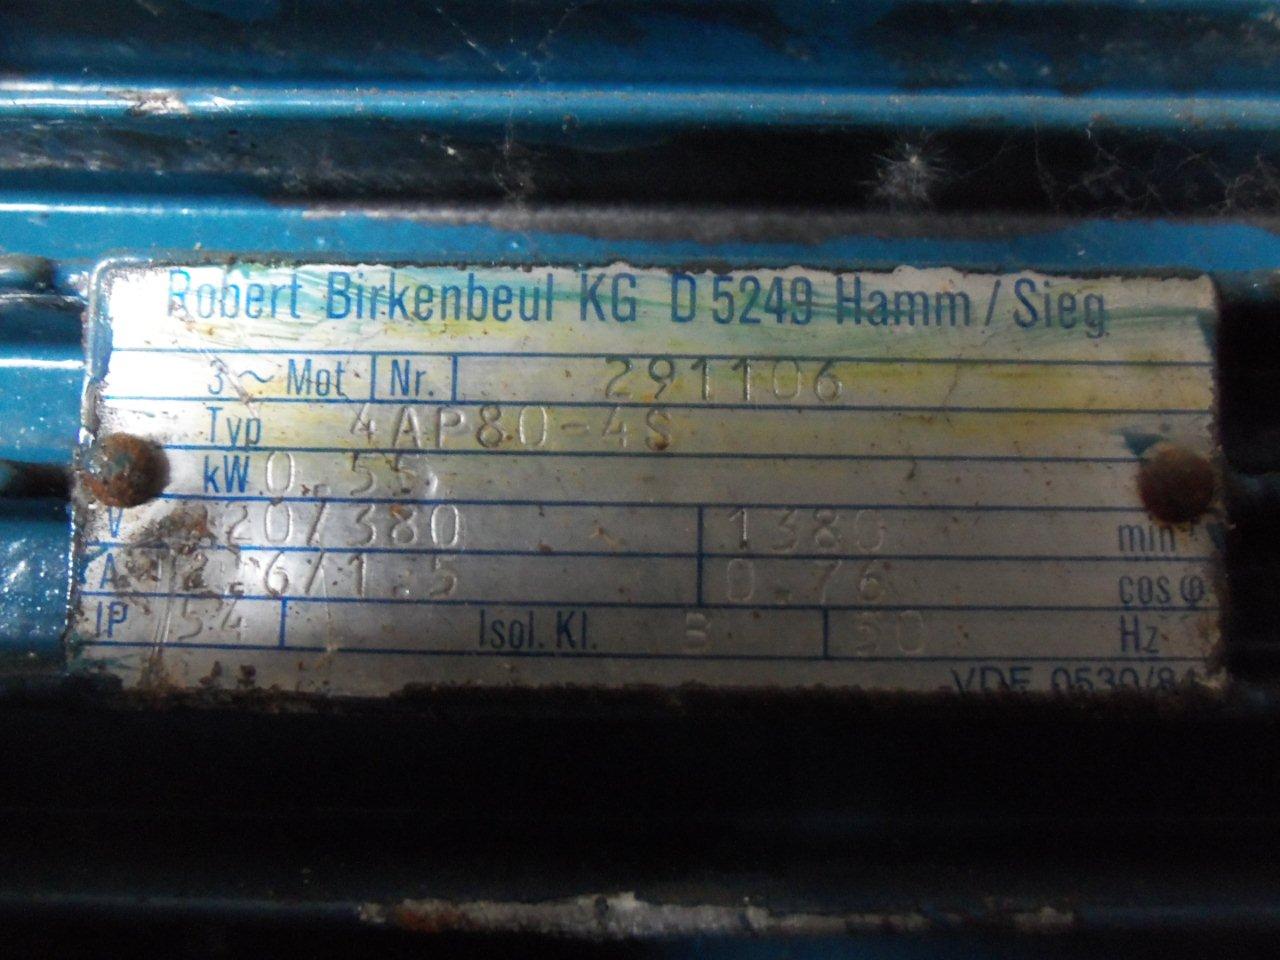 Robert Birkenbeul KG D 5249 Hamm / Sieg
3 ~ Mot Nr. 291106
Typ 4AP80-4S
kW 0.55
V 220/380 1380 min⁻¹
A 2.6/1.5 0.76 cos φ
IP 54 Isol. Kl. B 50 Hz
VDE 0530/84